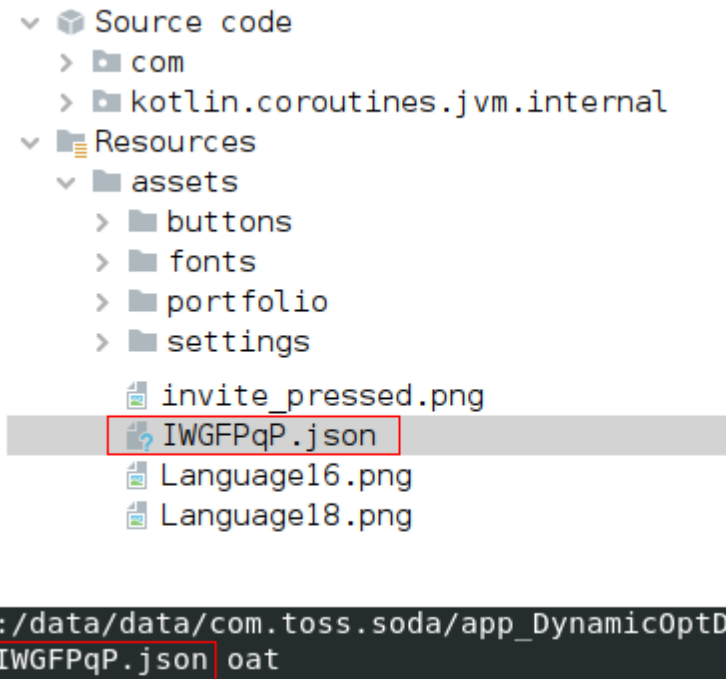 Source code
com
kotlin.coroutines.jvm.internal
Resources
assets
buttons
fonts
portfolio
settings
invite_pressed.png
IWGFPqP.json
Language16.png
Language18.png
:/data/data/com.toss.soda/app_DynamicOptD
IWGFPqP.json oat